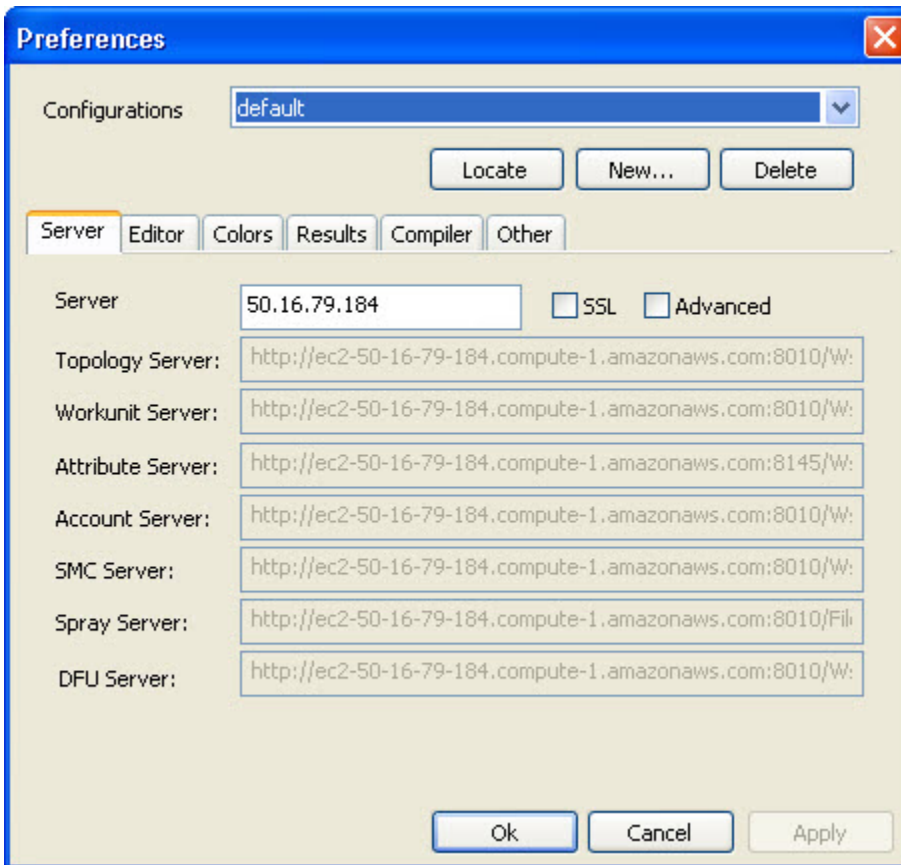 Preferences
Configurations default
Locate New... Delete
Server Editor Colors Results Compiler Other
Server 50.16.79.184 SSL Advanced
Topology Server: http://ec2-50-16-79-184.compute-1.amazonaws.com:8010/W
Workunit Server: http://ec2-50-16-79-184.compute-1.amazonaws.com:8010/W
Attribute Server: http://ec2-50-16-79-184.compute-1.amazonaws.com:8145/W
Account Server: http://ec2-50-16-79-184.compute-1.amazonaws.com:8010/W
SMC Server: http://ec2-50-16-79-184.compute-1.amazonaws.com:8010/W
Spray Server: http://ec2-50-16-79-184.compute-1.amazonaws.com:8010/Fil
DFU Server: http://ec2-50-16-79-184.compute-1.amazonaws.com:8010/W
Ok Cancel Apply